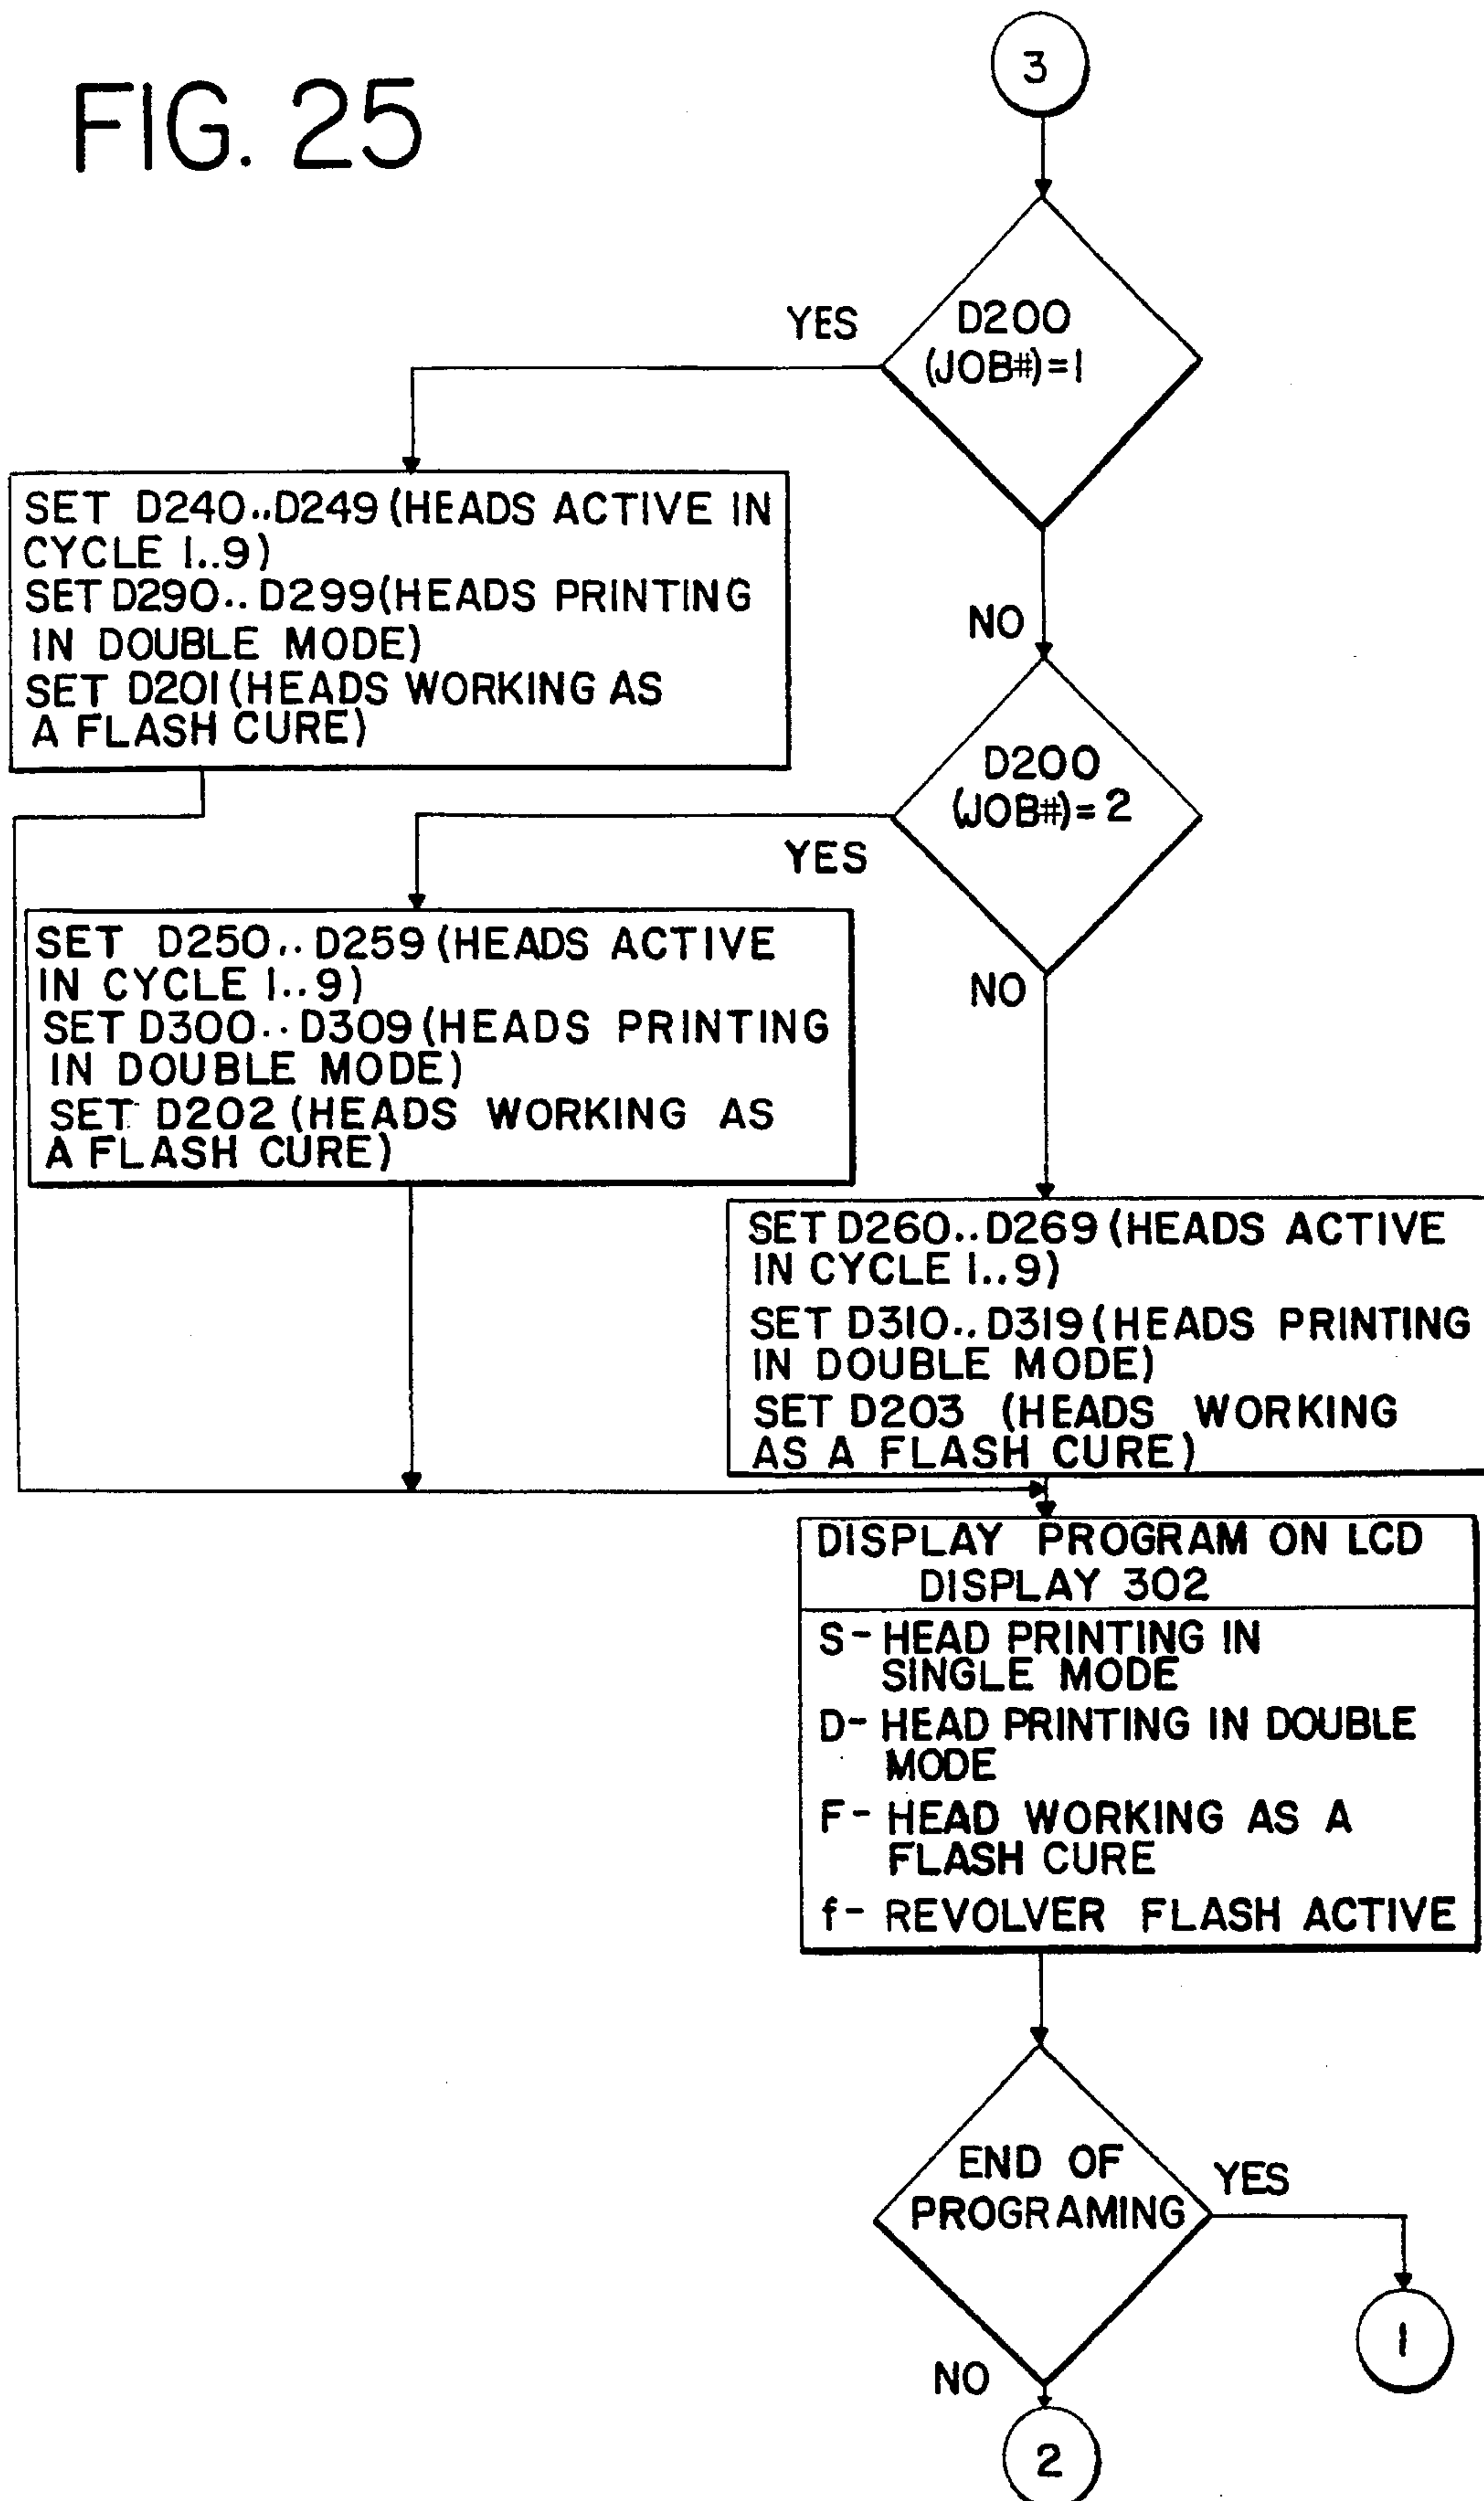 FIG. 25
3
D200
(JOB#)=1
YES
NO
SET D240..D249(HEADS ACTIVE IN
CYCLE 1..9)
SET D290..D299(HEADS PRINTING
IN DOUBLE MODE)
SET D201(HEADS WORKING AS
A FLASH CURE)
D200
(JOB#)=2
YES
NO
SET D250..D259(HEADS ACTIVE
IN CYCLE 1..9)
SET D300..D309(HEADS PRINTING
IN DOUBLE MODE)
SET D202(HEADS WORKING AS
A FLASH CURE)
SET D260..D269(HEADS ACTIVE
IN CYCLE 1..9)
SET D310..D319(HEADS PRINTING
IN DOUBLE MODE)
SET D203 (HEADS WORKING
AS A FLASH CURE)
DISPLAY PROGRAM ON LCD
DISPLAY 302
S- HEAD PRINTING IN
SINGLE MODE
D- HEAD PRINTING IN DOUBLE
MODE
F- HEAD WORKING AS A
FLASH CURE
f- REVOLVER FLASH ACTIVE
END OF
PROGRAMING
YES
1
NO
2